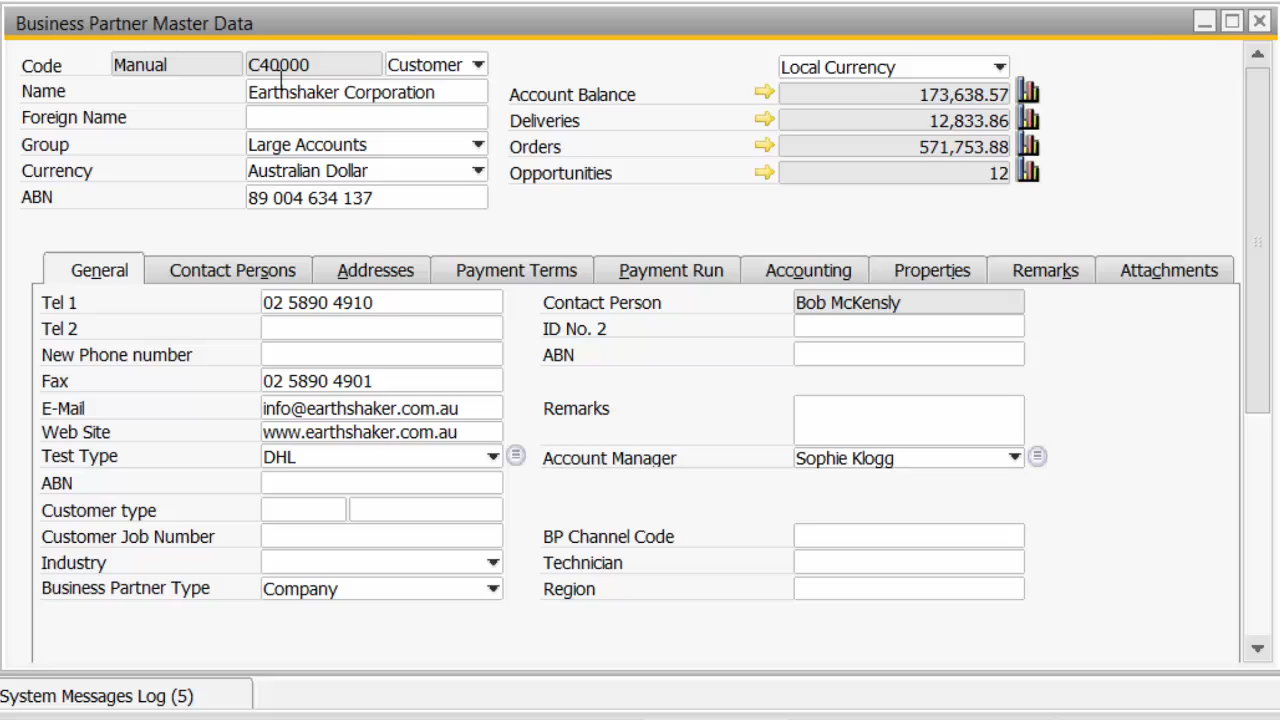 Business Partner Master Data
Code Manual C40000 Customer Local Currency
Name Earthshaker Corporation Account Balance 173,638.57
Foreign Name Deliveries 12,833.86
Group Large Accounts Orders 571,753.88
Currency Australian Dollar Opportunities 12
ABN 89 004 634 137
General Contact Persons Addresses Payment Terms Payment Run Accounting Properties Remarks Attachments
Tel 1 02 5890 4910 Contact Person Bob McKensly
Tel 2 ID No. 2
New Phone number ABN
Fax 02 5890 4901
E-Mail info@earthshaker.com.au Remarks
Web Site www.earthshaker.com.au
Test Type DHL Account Manager Sophie Klogg
ABN
Customer type
Customer Job Number BP Channel Code
Industry Technician
Business Partner Type Company Region
System Messages Log (5)